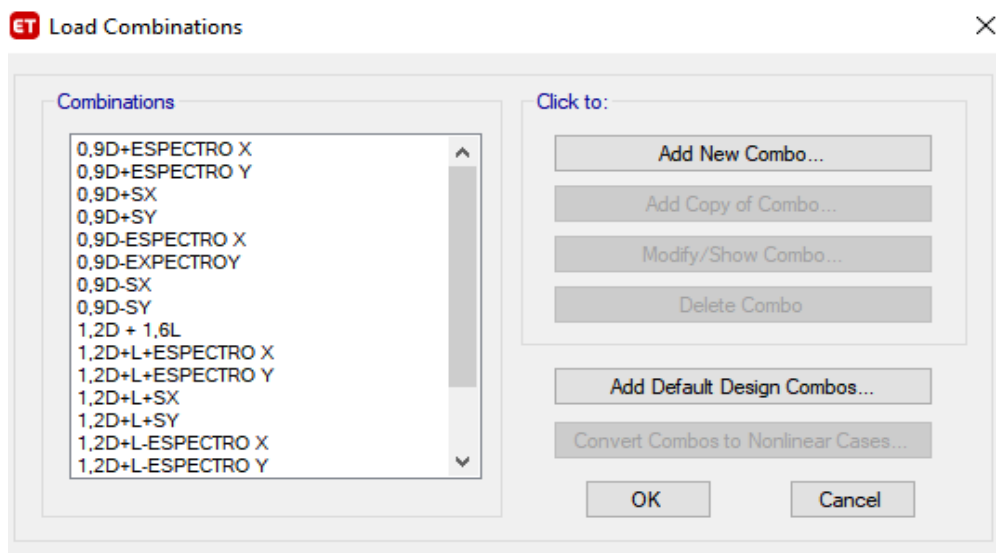 ET Load Combinations
Combinations
0,9D+ESPECTRO X
0,9D+ESPECTRO Y
0,9D+SX
0,9D+SY
0,9D-ESPECTRO X
0,9D-EXPECTROY
0,9D-SX
0,9D-SY
1,2D + 1,6L
1,2D+L+ESPECTRO X
1,2D+L+ESPECTRO Y
1,2D+L+SX
1,2D+L+SY
1,2D+L-ESPECTRO X
1,2D+L-ESPECTRO Y
Click to:
Add New Combo...
Add Copy of Combo...
Modify/Show Combo...
Delete Combo
Add Default Design Combos...
Convert Combos to Nonlinear Cases...
OK
Cancel